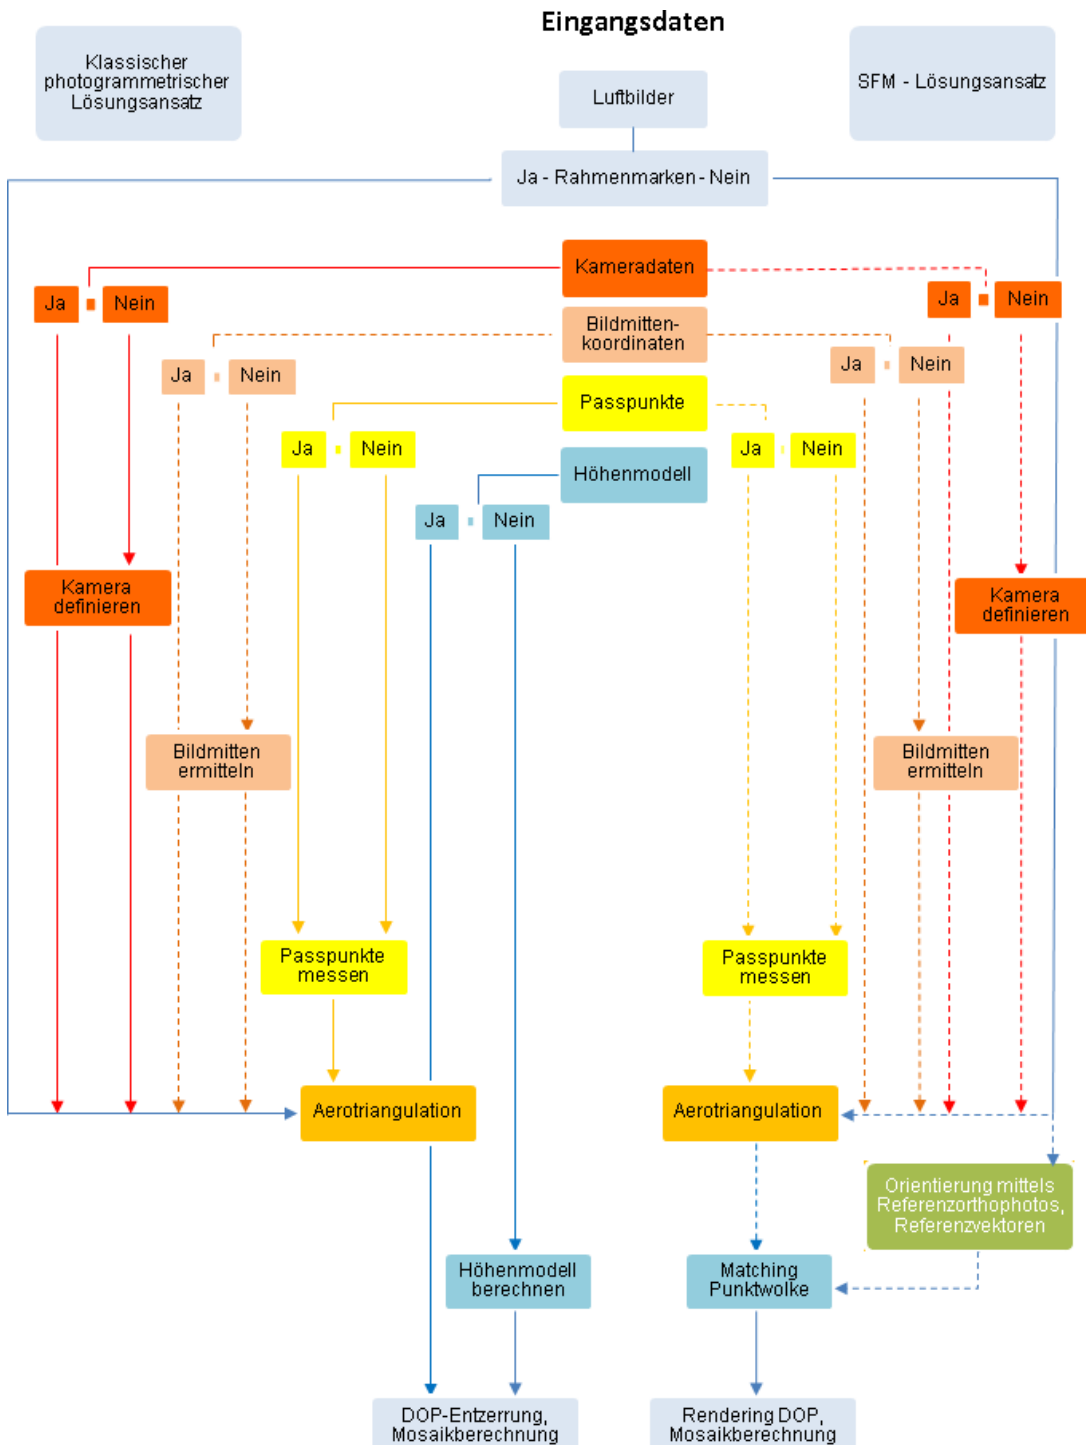 Eingangsdaten
Klassischer
photogrammetrischer
Lösungsansatz
Luftbilder
SFM - Lösungsansatz
Ja - Rahmenmarken - Nein
Kameradaten
Ja
Nein
Ja
Nein
Bildmitten-
koordinaten
Ja
Nein
Ja
Nein
Passpunkte
Ja
Nein
Ja
Nein
Höhenmodell
Ja
Nein
Kamera
definieren
Kamera
definieren
Bildmitten
ermitteln
Bildmitten
ermitteln
Passpunkte
messen
Passpunkte
messen
Aerotriangulation
Aerotriangulation
Orientierung mittels
Referenzorthophotos,
Referenzvektoren
Höhenmodell
berechnen
Matching
Punktwolke
DOP-Entzerrung,
Mosaikberechnung
Rendering DOP,
Mosaikberechnung